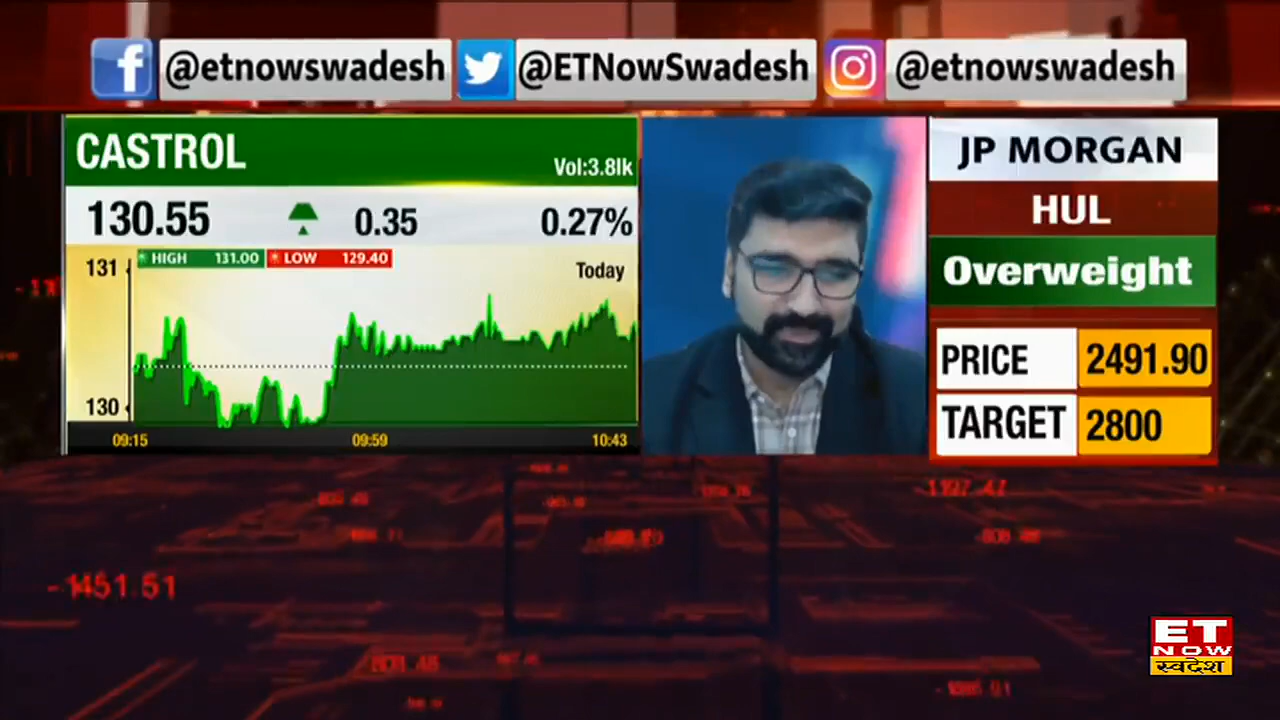 @etnowswadesh @ETNowSwadesh @etnowswadesh
CASTROL
Vol:3.8lk
130.55 0.35 0.27%
HIGH 131.00 LOW 129.40
Today
131
130
09:15 09:59 10:43
JP MORGAN
HUL
Overweight
PRICE 2491.90
TARGET 2800
1197.47
-1451.51
ET
NOW
स्वदेश